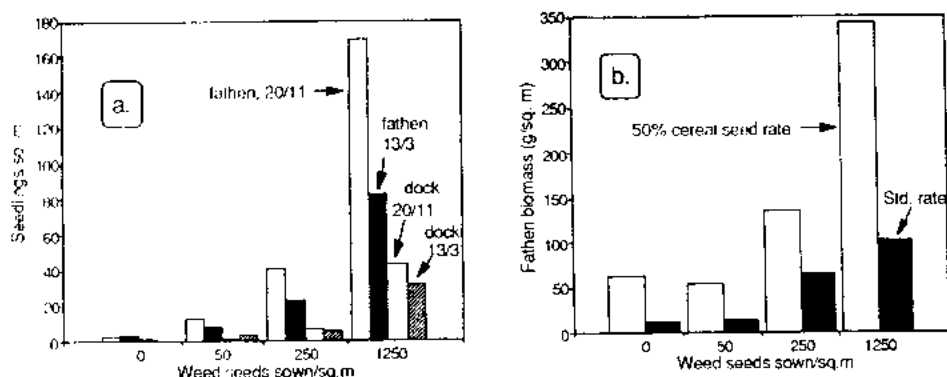 180
160
140
120
100
80
60
40
20
0
Seedlings sq. m
a.
fathen, 20/11
fathen
13/3
dock
20/11
dock
13/3
0
50
250
1250
Weed seeds sown/sq.m
350
300
250
200
150
100
50
0
Fathen biomass (g/sq. m)
b.
50% cereal seed rate
Std. rate
0
50
250
1250
Weed seeds sown/sq.m